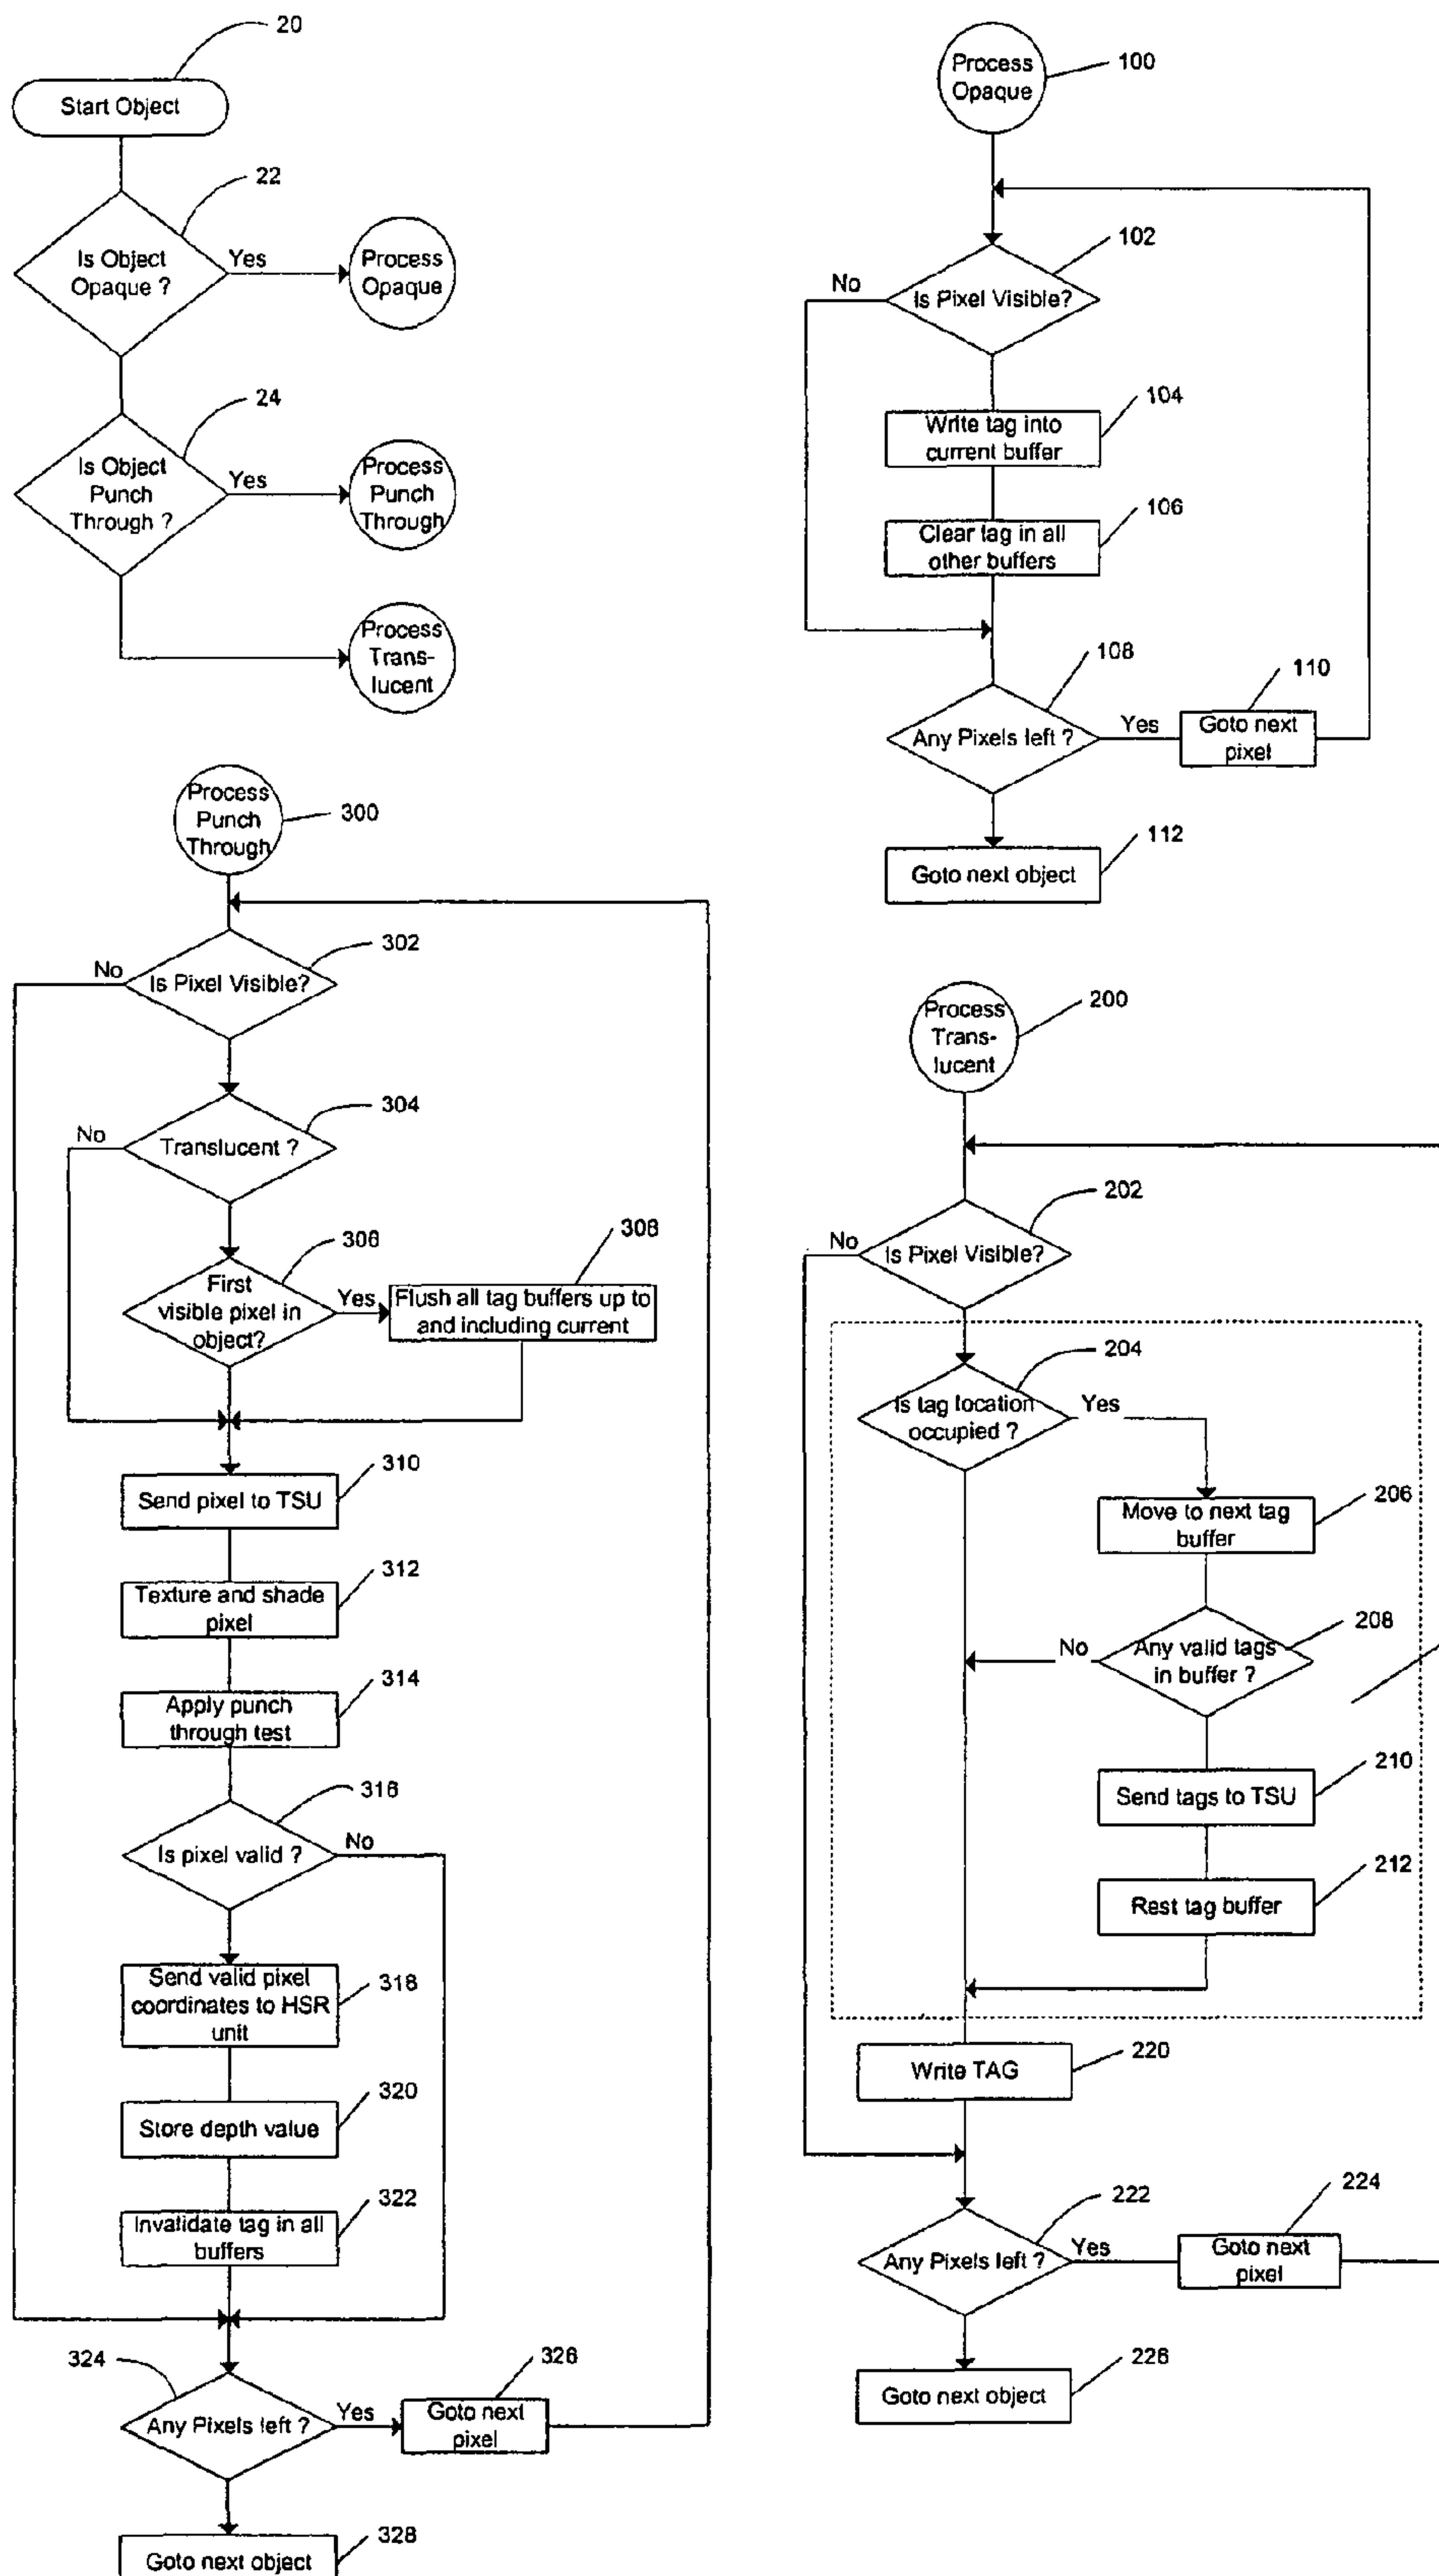 20
Start Object
22
Is Object
Opaque ?
Yes
Process
Opaque
24
Is Object
Punch
Through ?
Yes
Process
Punch
Through
Process
Trans-
lucent
Process
Opaque
100
102
No
Is Pixel Visible?
104
Write tag into
current buffer
106
Clear tag in all
other buffers
108
Any Pixels left ?
Yes
110
Goto next
pixel
112
Goto next object
Process
Punch
Through
300
302
No
Is Pixel Visible?
304
No
Translucent ?
306
First
visible pixel in
object?
Yes
308
Flush all tag buffers up to
and including current
310
Send pixel to TSU
312
Texture and shade
pixel
314
Apply punch
through test
316
Is pixel valid ?
No
318
Send valid pixel
coordinates to HSR
unit
320
Store depth value
322
Invalidate tag in all
buffers
324
Any Pixels left ?
Yes
326
Goto next
pixel
328
Goto next object
Process
Trans-
lucent
200
202
No
Is Pixel Visible?
204
Is tag location
occupied ?
Yes
206
Move to next tag
buffer
208
No
Any valid tags
in buffer ?
210
Send tags to TSU
212
Rest tag buffer
220
Write TAG
222
Any Pixels left ?
Yes
224
Goto next
pixel
226
Goto next object